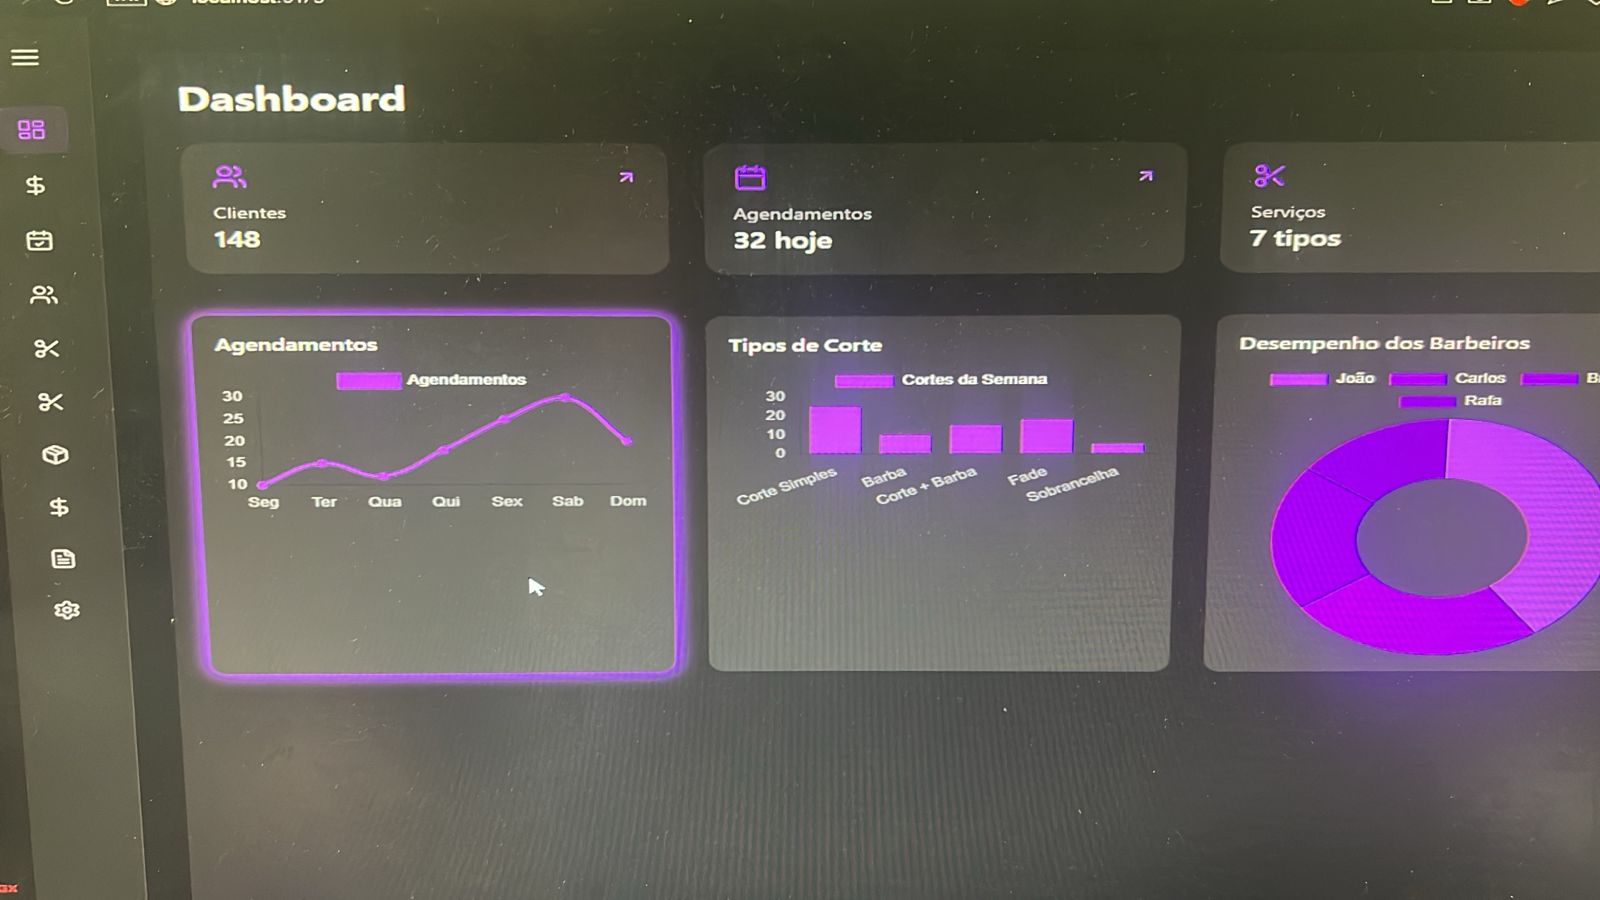 Dashboard
Clientes
148
Agendamentos
32 hoje
Serviços
7 tipos
Agendamentos
Agendamentos
30
25
20
15
10
Seg Ter Qua Qui Sex Sab Dom
Tipos de Corte
Cortes da Semana
30
20
10
0
Corte Simples
Barba
Corte + Barba
Fade
Sobrancelha
Desempenho dos Barbeiros
João Carlos
Rafa